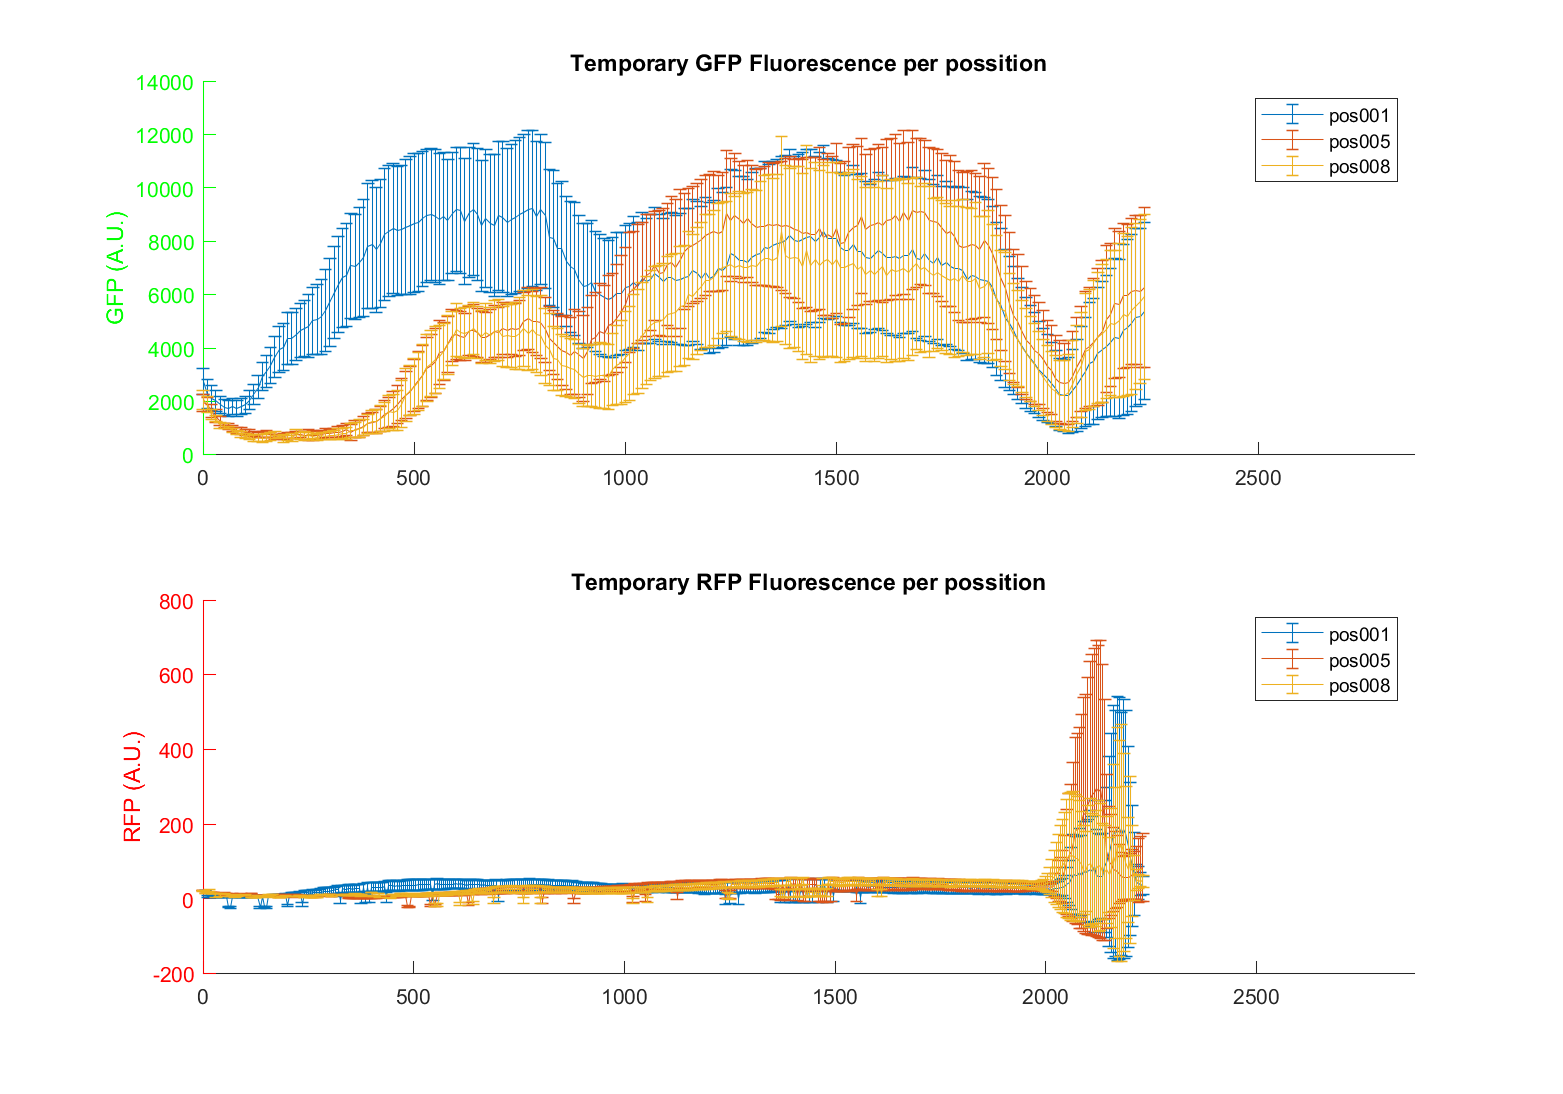 Temporary GFP Fluorescence per possition
GFP (A.U.)
14000
12000
10000
8000
6000
4000
2000
0
0 500 1000 1500 2000 2500
pos001
pos005
pos008
Temporary RFP Fluorescence per possition
RFP (A.U.)
800
600
400
200
0
-200
0 500 1000 1500 2000 2500
pos001
pos005
pos008